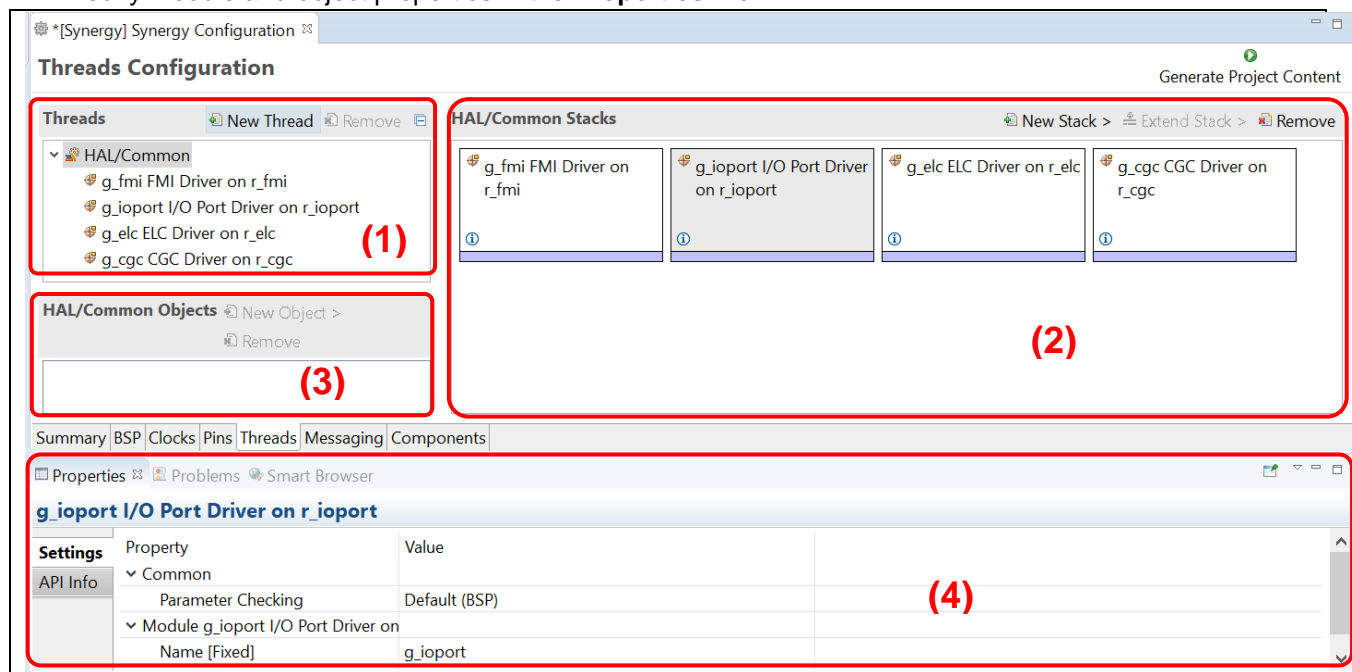 *[Synergy] Synergy Configuration
Threads Configuration
Generate Project Content
Threads New Thread Remove
HAL/Common
g_fmi FMI Driver on r_fmi
g_ioport I/O Port Driver on r_ioport
g_elc ELC Driver on r_elc
g_cgc CGC Driver on r_cgc
(1)
HAL/Common Stacks New Stack > Extend Stack > Remove
g_fmi FMI Driver on
r_fmi
g_ioport I/O Port Driver
on r_ioport
g_elc ELC Driver on r_elc
g_cgc CGC Driver on
r_cgc
(2)
HAL/Common Objects New Object >
Remove
(3)
Summary BSP Clocks Pins Threads Messaging Components
Properties Problems Smart Browser
g_ioport I/O Port Driver on r_ioport
Settings
API Info
Property Value
Common
Parameter Checking Default (BSP)
Module g_ioport I/O Port Driver on
Name [Fixed] g_ioport
(4)